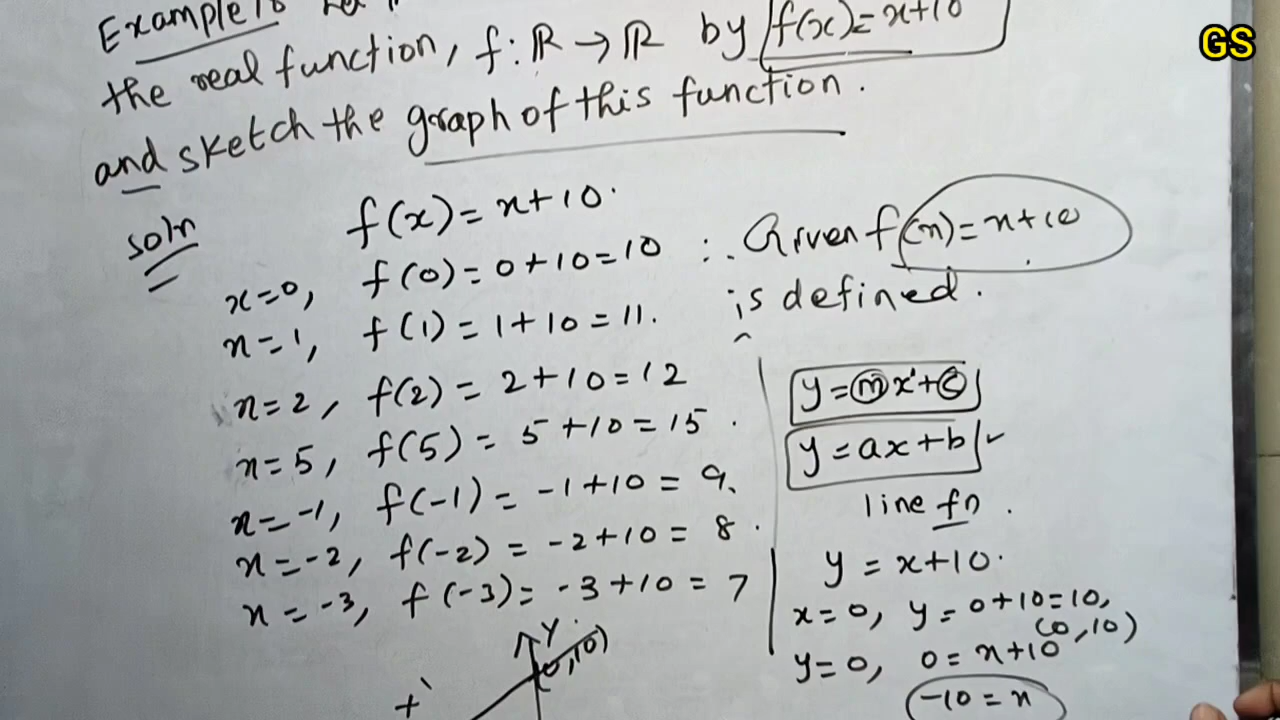 GS
Example
the real function, f: ℝ → ℝ by f(x)=x+10
and sketch the graph of this function.
Soln
f(x) = x+10.
x=0, f(0)=0+10=10
x=1, f(1)=1+10=11.
x=2, f(2)=2+10=12
x=5, f(5)=5+10=15.
x=-1, f(-1)=-1+10=9.
x=-2, f(-2)=-2+10=8.
x=-3, f(-3)=-3+10=7
∴ Given f(x)=x+10
is defined.
y=mx+c
y=ax+b ✓
line fn.
y = x+10.
x=0, y=0+10=10,
(0,10)
y=0, 0=x+10
-10=x
Y
(0,10)